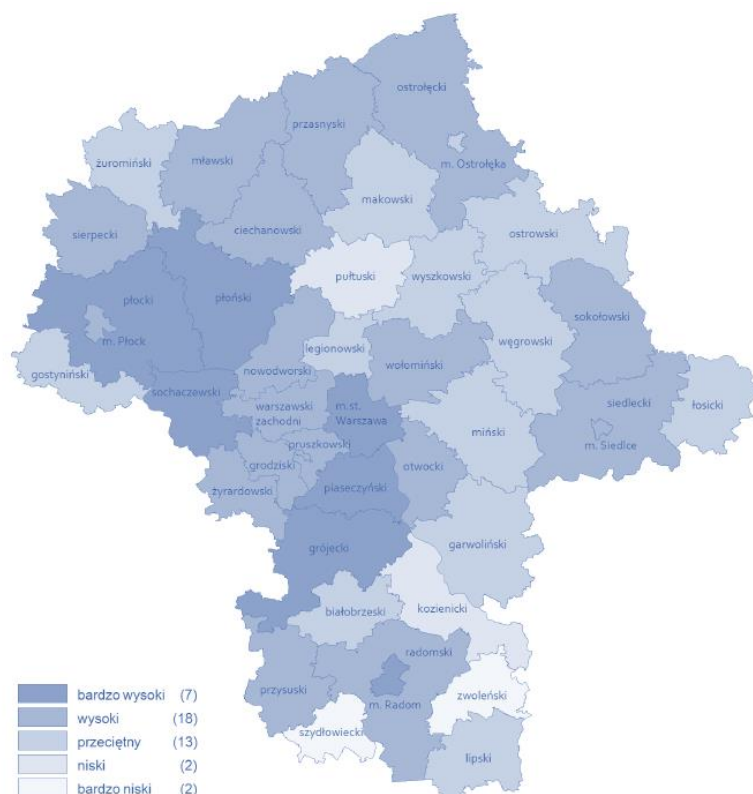 ostrołęcki
przasnyski
mławski
żuromiński
m. Ostrołęka
makowski
sierpecki
ciechanowski
ostrowski
pułtuski
wyszkowski
płocki
płoński
sokołowski
m. Płock
legionowski
węgrowski
wołomiński
gostyniński
nowodworski
sochaczewski
siedlecki
łosicki
warszawski
zachodni
m.st.
Warszawa
miński
m. Siedlce
pruszkowski
grodziski
otwocki
żyrardowski
piaseczyński
grójecki
garwoliński
białobrzeski
kozienicki
radomski
przysuski
zwoleński
m. Radom
szydłowiecki
lipski
bardzo wysoki (7)
wysoki (18)
przeciętny (13)
niski (2)
bardzo niski (2)